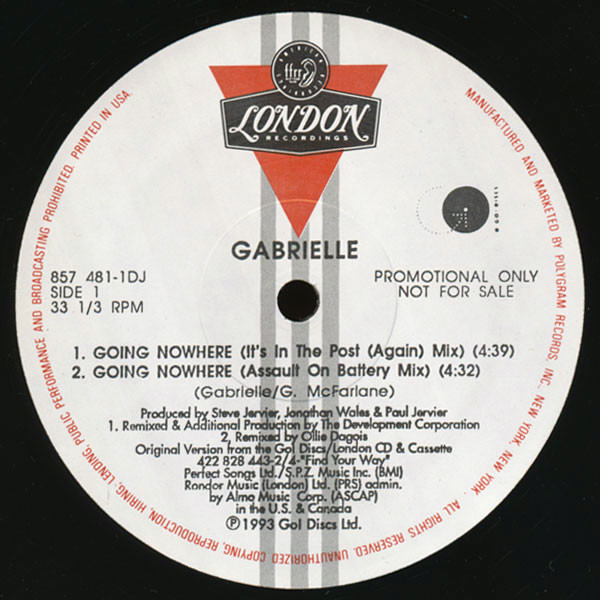 ffrr
LONDON
RECORDINGS
GO! DISCS
GABRIELLE
857 481-1DJ
SIDE 1
33 1/3 RPM
PROMOTIONAL ONLY
NOT FOR SALE
1. GOING NOWHERE (It's In The Post (Again) Mix) (4:39)
2. GOING NOWHERE (Assault On Battery Mix) (4:32)
(Gabrielle/G. McFarlane)
Produced by Steve Jervier, Jonathan Wales & Paul Jervier
1. Remixed & Additional Production by The Development Corporation
2, Remixed by Ollie Dagois
Original Version from the Go! Discs/London CD & Cassette
422 828 443-2/4-"Find Your Way"
Perfect Songs Ltd./S.P.Z. Music Inc. (BMI)
Rondor Music (London) Ltd. (PRS) admin.
by Almo Music Corp. (ASCAP)
in the U.S. & Canada
Ⓟ 1993 Go! Discs Ltd.
MANUFACTURED AND MARKETED BY POLYGRAM RECORDS, INC., NEW YORK, NEW YORK . ALL RIGHTS RESERVED. UNAUTHORIZED COPYING, REPRODUCTION, HIRING, LENDING, PUBLIC PERFORMANCE AND BROADCASTING PROHIBITED. PRINTED IN USA.